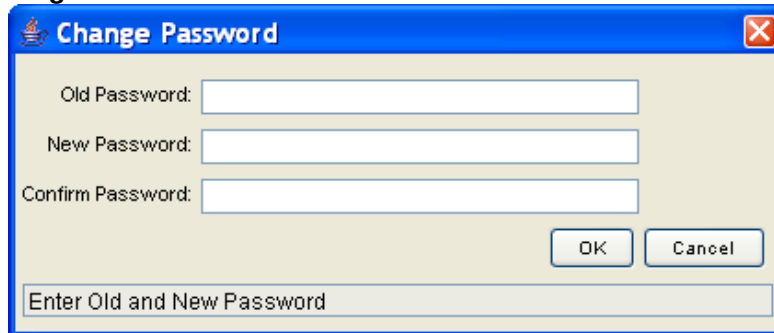 Change Password
Old Password:
New Password:
Confirm Password:
OK Cancel
Enter Old and New Password